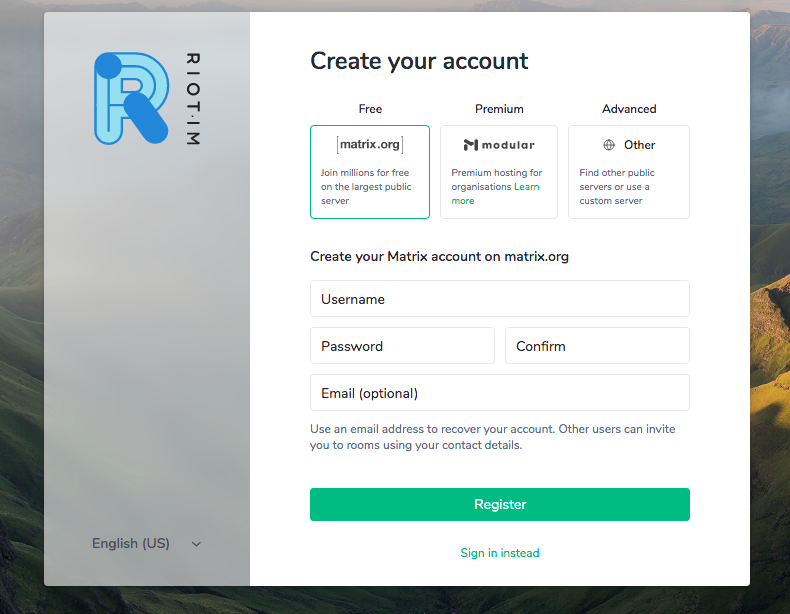 RIOT.IM
Create your account
Free
Premium
Advanced
[matrix.org]
modular
Other
Join millions for free
on the largest public
server
Premium hosting for
organisations Learn
more
Find other public
servers or use a
custom server
Create your Matrix account on matrix.org
Username
Password
Confirm
Email (optional)
Use an email address to recover your account. Other users can invite
you to rooms using your contact details.
Register
English (US)
Sign in instead